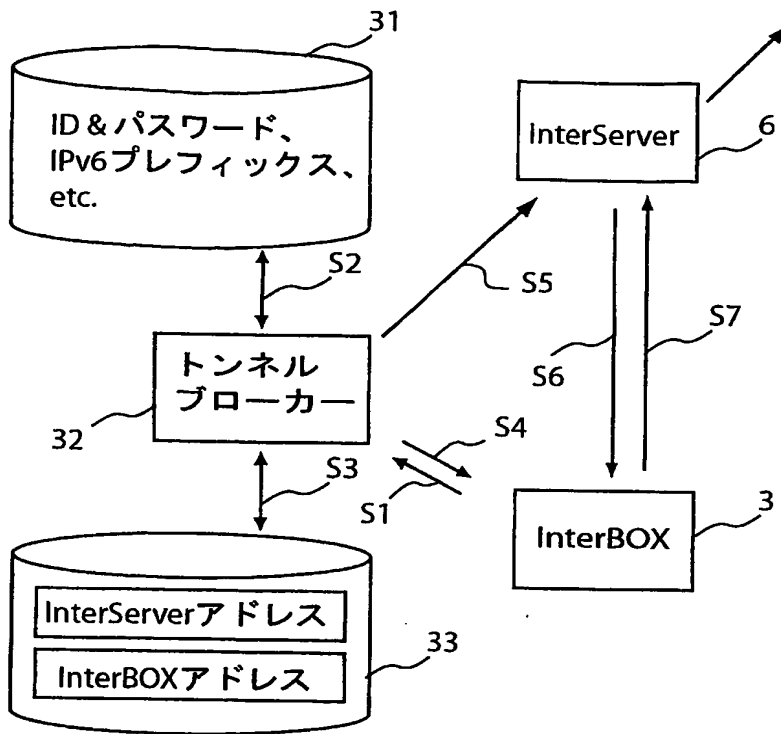 31
ID & パスワード、
IPv6プレフィックス、
etc.
InterServer
6
S2
S5
トンネル
ブローカー
32
S6
S7
S4
S1
S3
InterBOX
3
InterServerアドレス
InterBOXアドレス
33